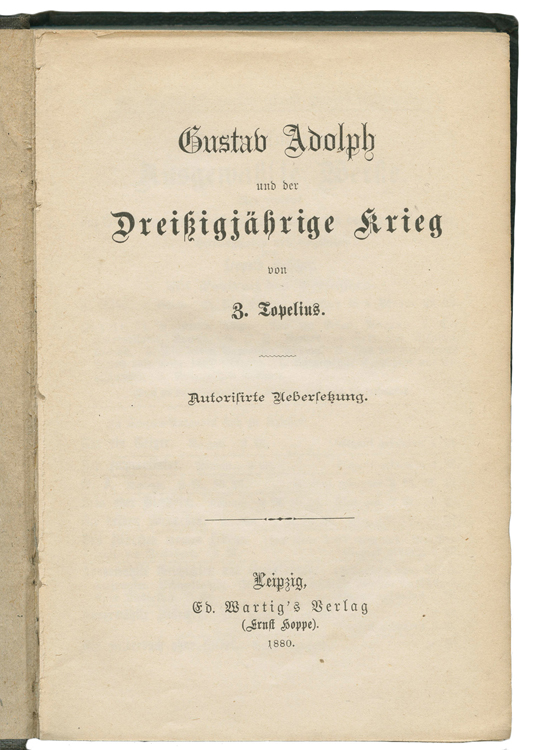 Gustav Adolph
und der
Dreißigjährige Krieg
von
Z. Topelius.
Autorisirte Uebersetzung.
Leipzig,
Ed. Wartig's Verlag
(Ernst Hoppe).
1880.